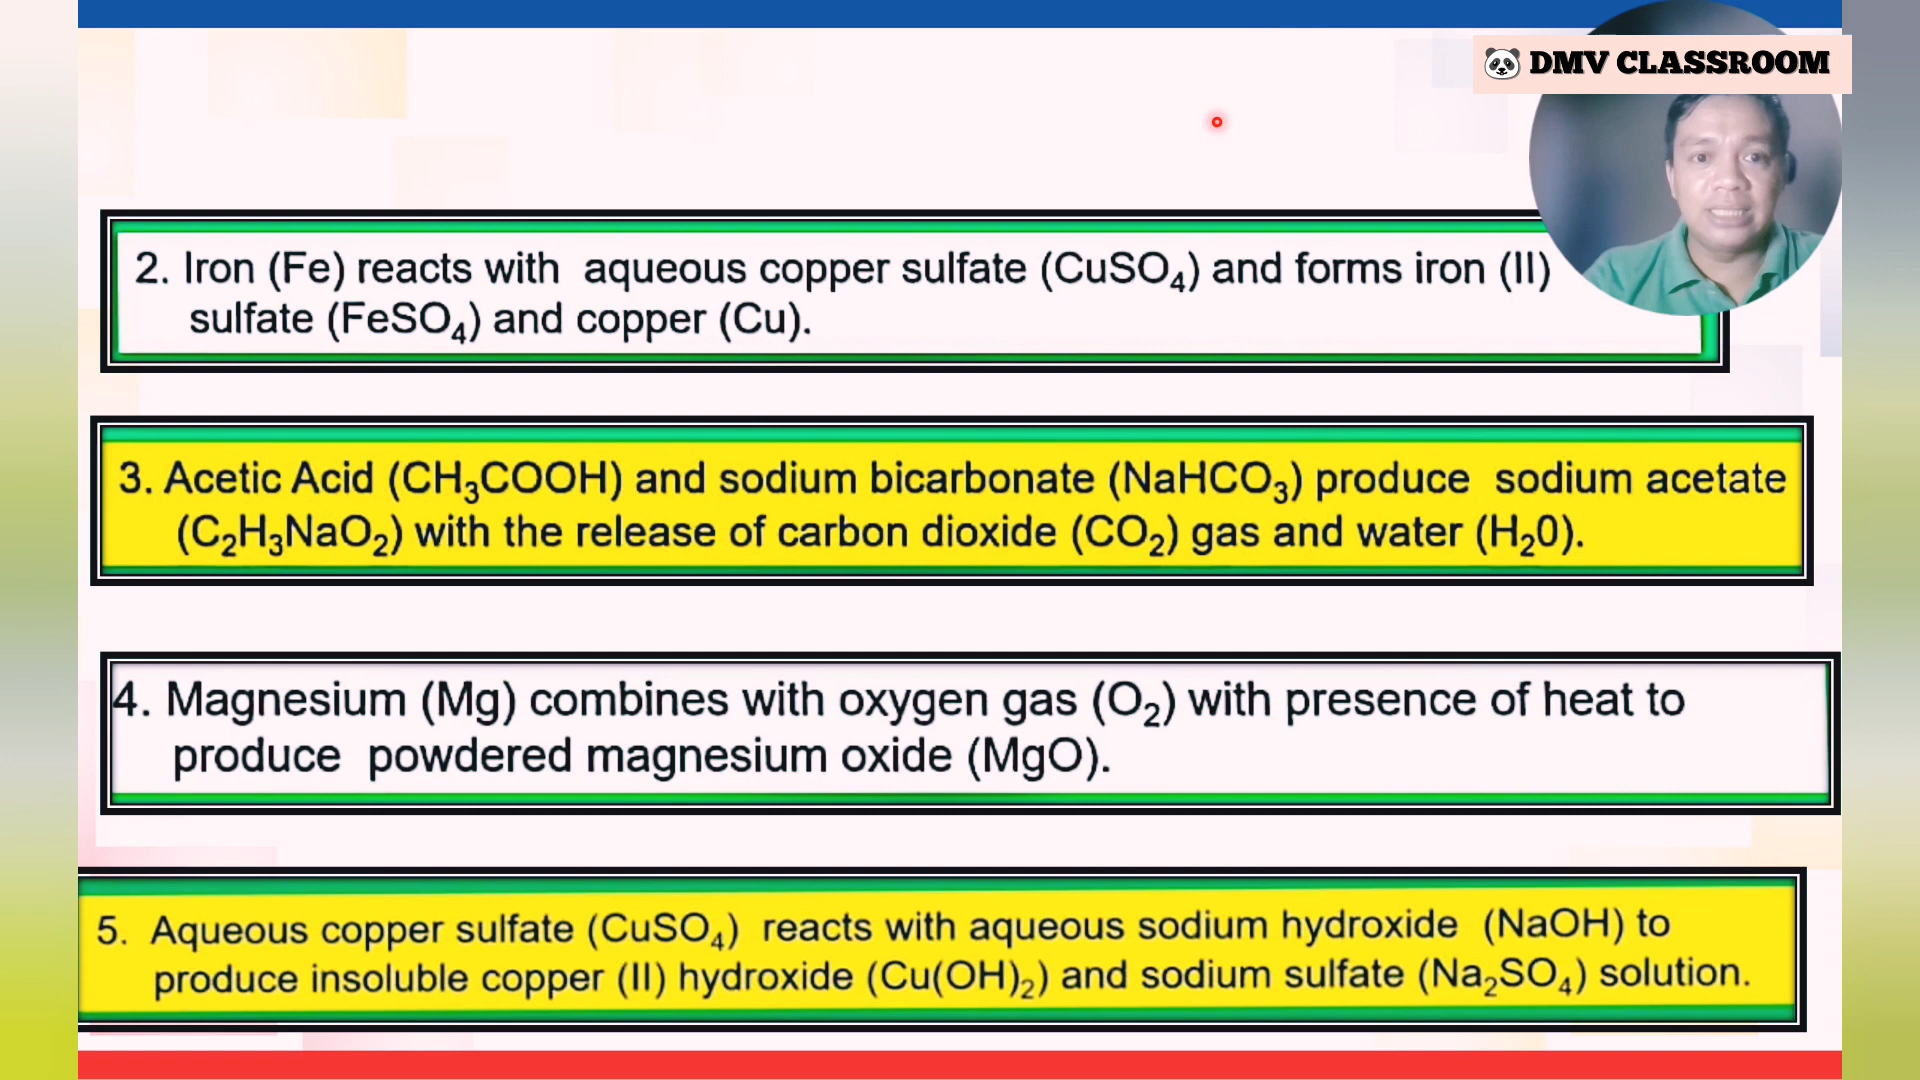 DMV CLASSROOM
2. Iron (Fe) reacts with aqueous copper sulfate (CuSO₄) and forms iron (II)
sulfate (FeSO₄) and copper (Cu).
3. Acetic Acid (CH₃COOH) and sodium bicarbonate (NaHCO₃) produce sodium acetate
(C₂H₃NaO₂) with the release of carbon dioxide (CO₂) gas and water (H₂0).
4. Magnesium (Mg) combines with oxygen gas (O₂) with presence of heat to
produce powdered magnesium oxide (MgO).
5. Aqueous copper sulfate (CuSO₄) reacts with aqueous sodium hydroxide (NaOH) to
produce insoluble copper (II) hydroxide (Cu(OH)₂) and sodium sulfate (Na₂SO₄) solution.